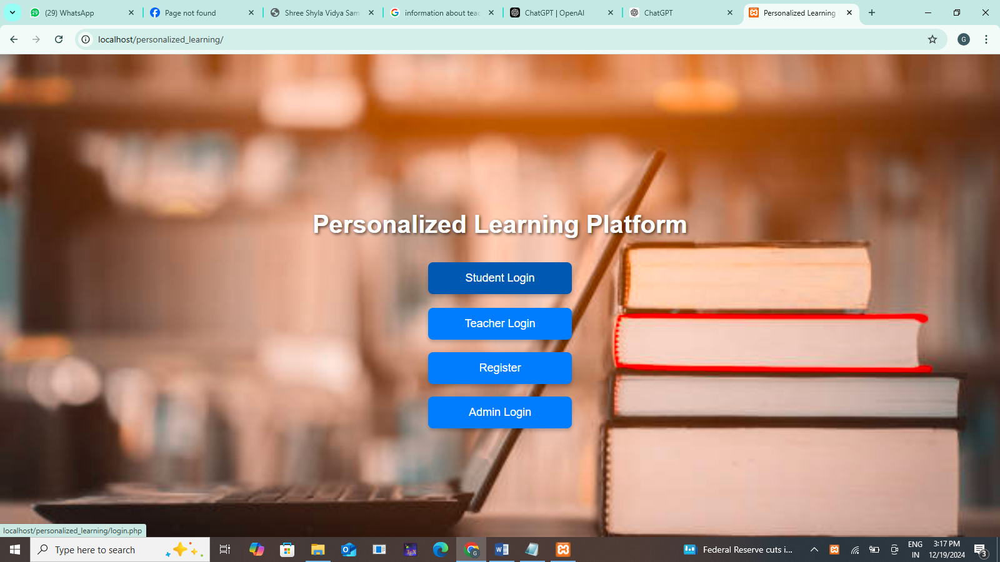 29
(29) WhatsApp
Page not found
Shree Shyla Vidya Sam
information about tea
ChatGPT | OpenAI
ChatGPT
Personalized Learning
localhost/personalized_learning/
G
Personalized Learning Platform
Student Login
Teacher Login
Register
Admin Login
localhost/personalized_learning/login.php
Type here to search
Federal Reserve cuts i...
ENG
IN
3:17 PM
12/19/2024
3